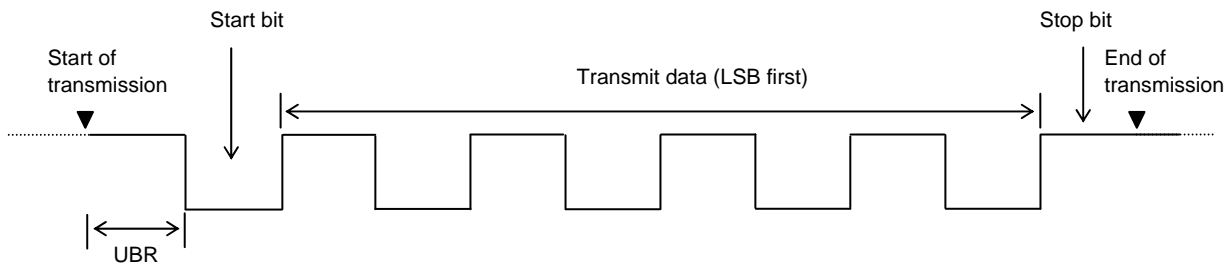 Start bit
Stop bit
Start of
transmission
End of
transmission
Transmit data (LSB first)
UBR